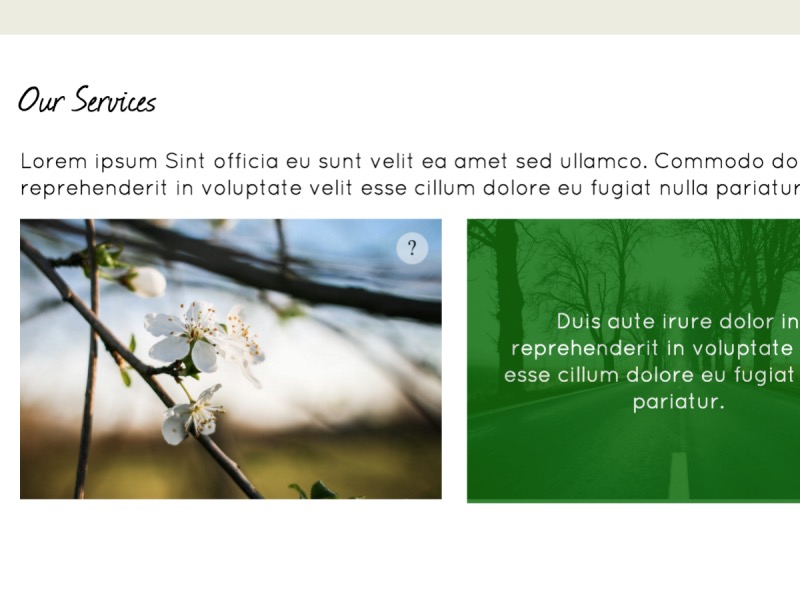 Our Services
Lorem ipsum Sint officia eu sunt velit ea amet sed ullamco. Commodo do
reprehenderit in voluptate velit esse cillum dolore eu fugiat nulla pariatur
?
Duis aute irure dolor in
reprehenderit in voluptate
esse cillum dolore eu fugiat
pariatur.